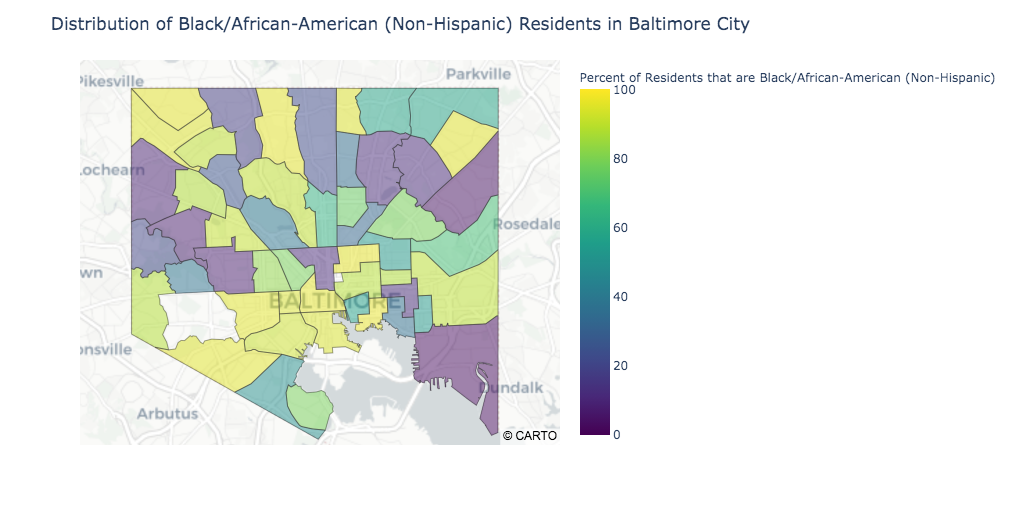 Distribution of Black/African-American (Non-Hispanic) Residents in Baltimore City
Parkville
Pikesville
Percent of Residents that are Black/African-American (Non-Hispanic)
100
80
60
40
20
0
Lochearn
Rosedale
wn
BALTIMORE
onsville
Dundalk
Arbutus
© CARTO